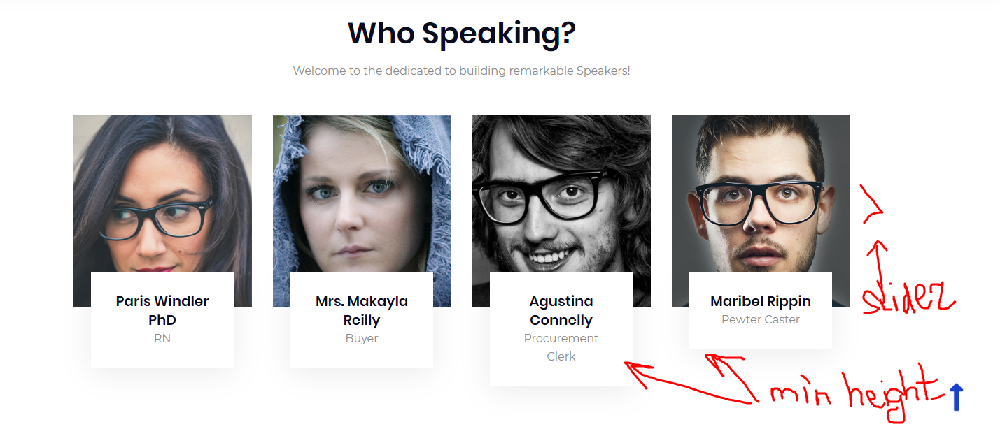 Who Speaking?
Welcome to the dedicated to building remarkable Speakers!
Paris Windler
PhD
RN
Mrs. Makayla
Reilly
Buyer
Agustina
Connelly
Procurement
Clerk
Maribel Rippin
Pewter Caster
slider
min height